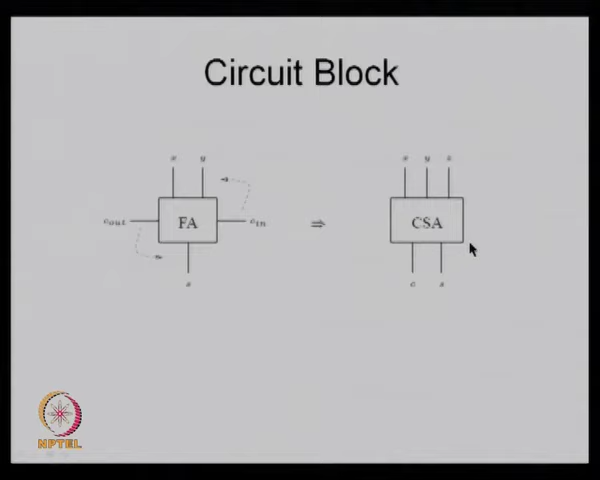 Circuit Block
x y
x y z
c_out FA c_in
⇒
CSA
s
c s
NPTEL